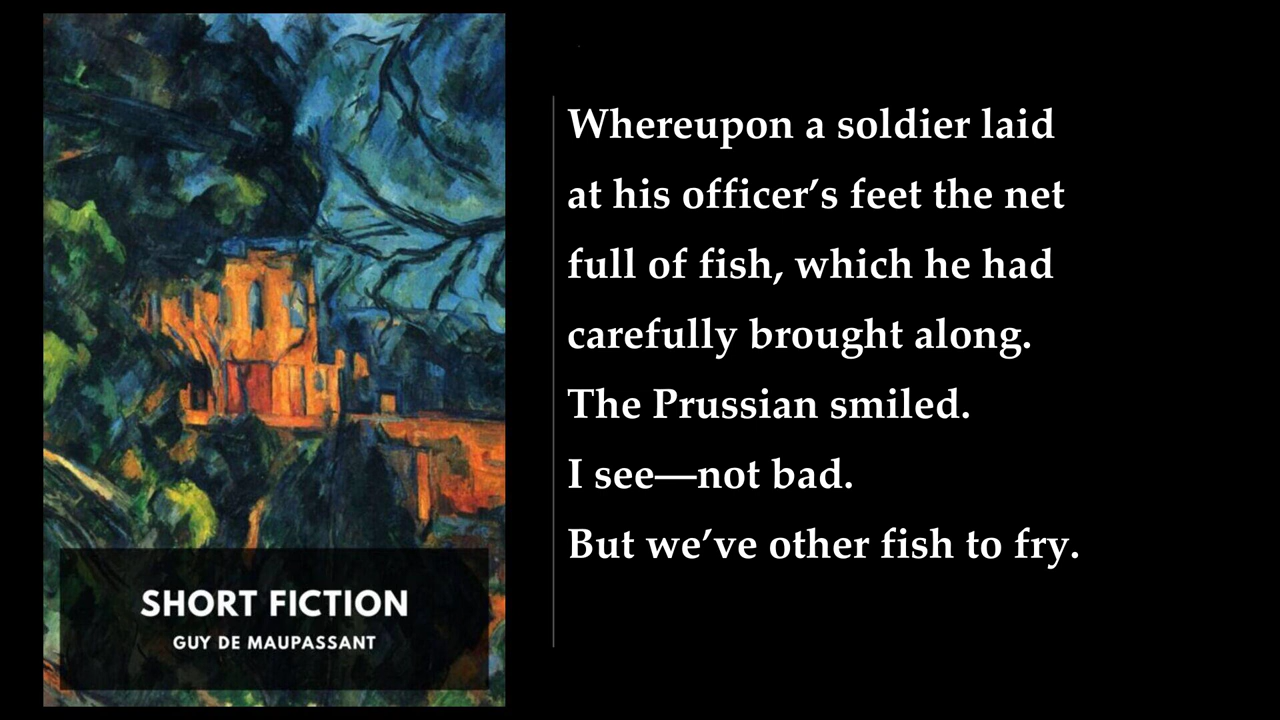 SHORT FICTION
GUY DE MAUPASSANT
Whereupon a soldier laid
at his officer’s feet the net
full of fish, which he had
carefully brought along.
The Prussian smiled.
I see—not bad.
But we’ve other fish to fry.